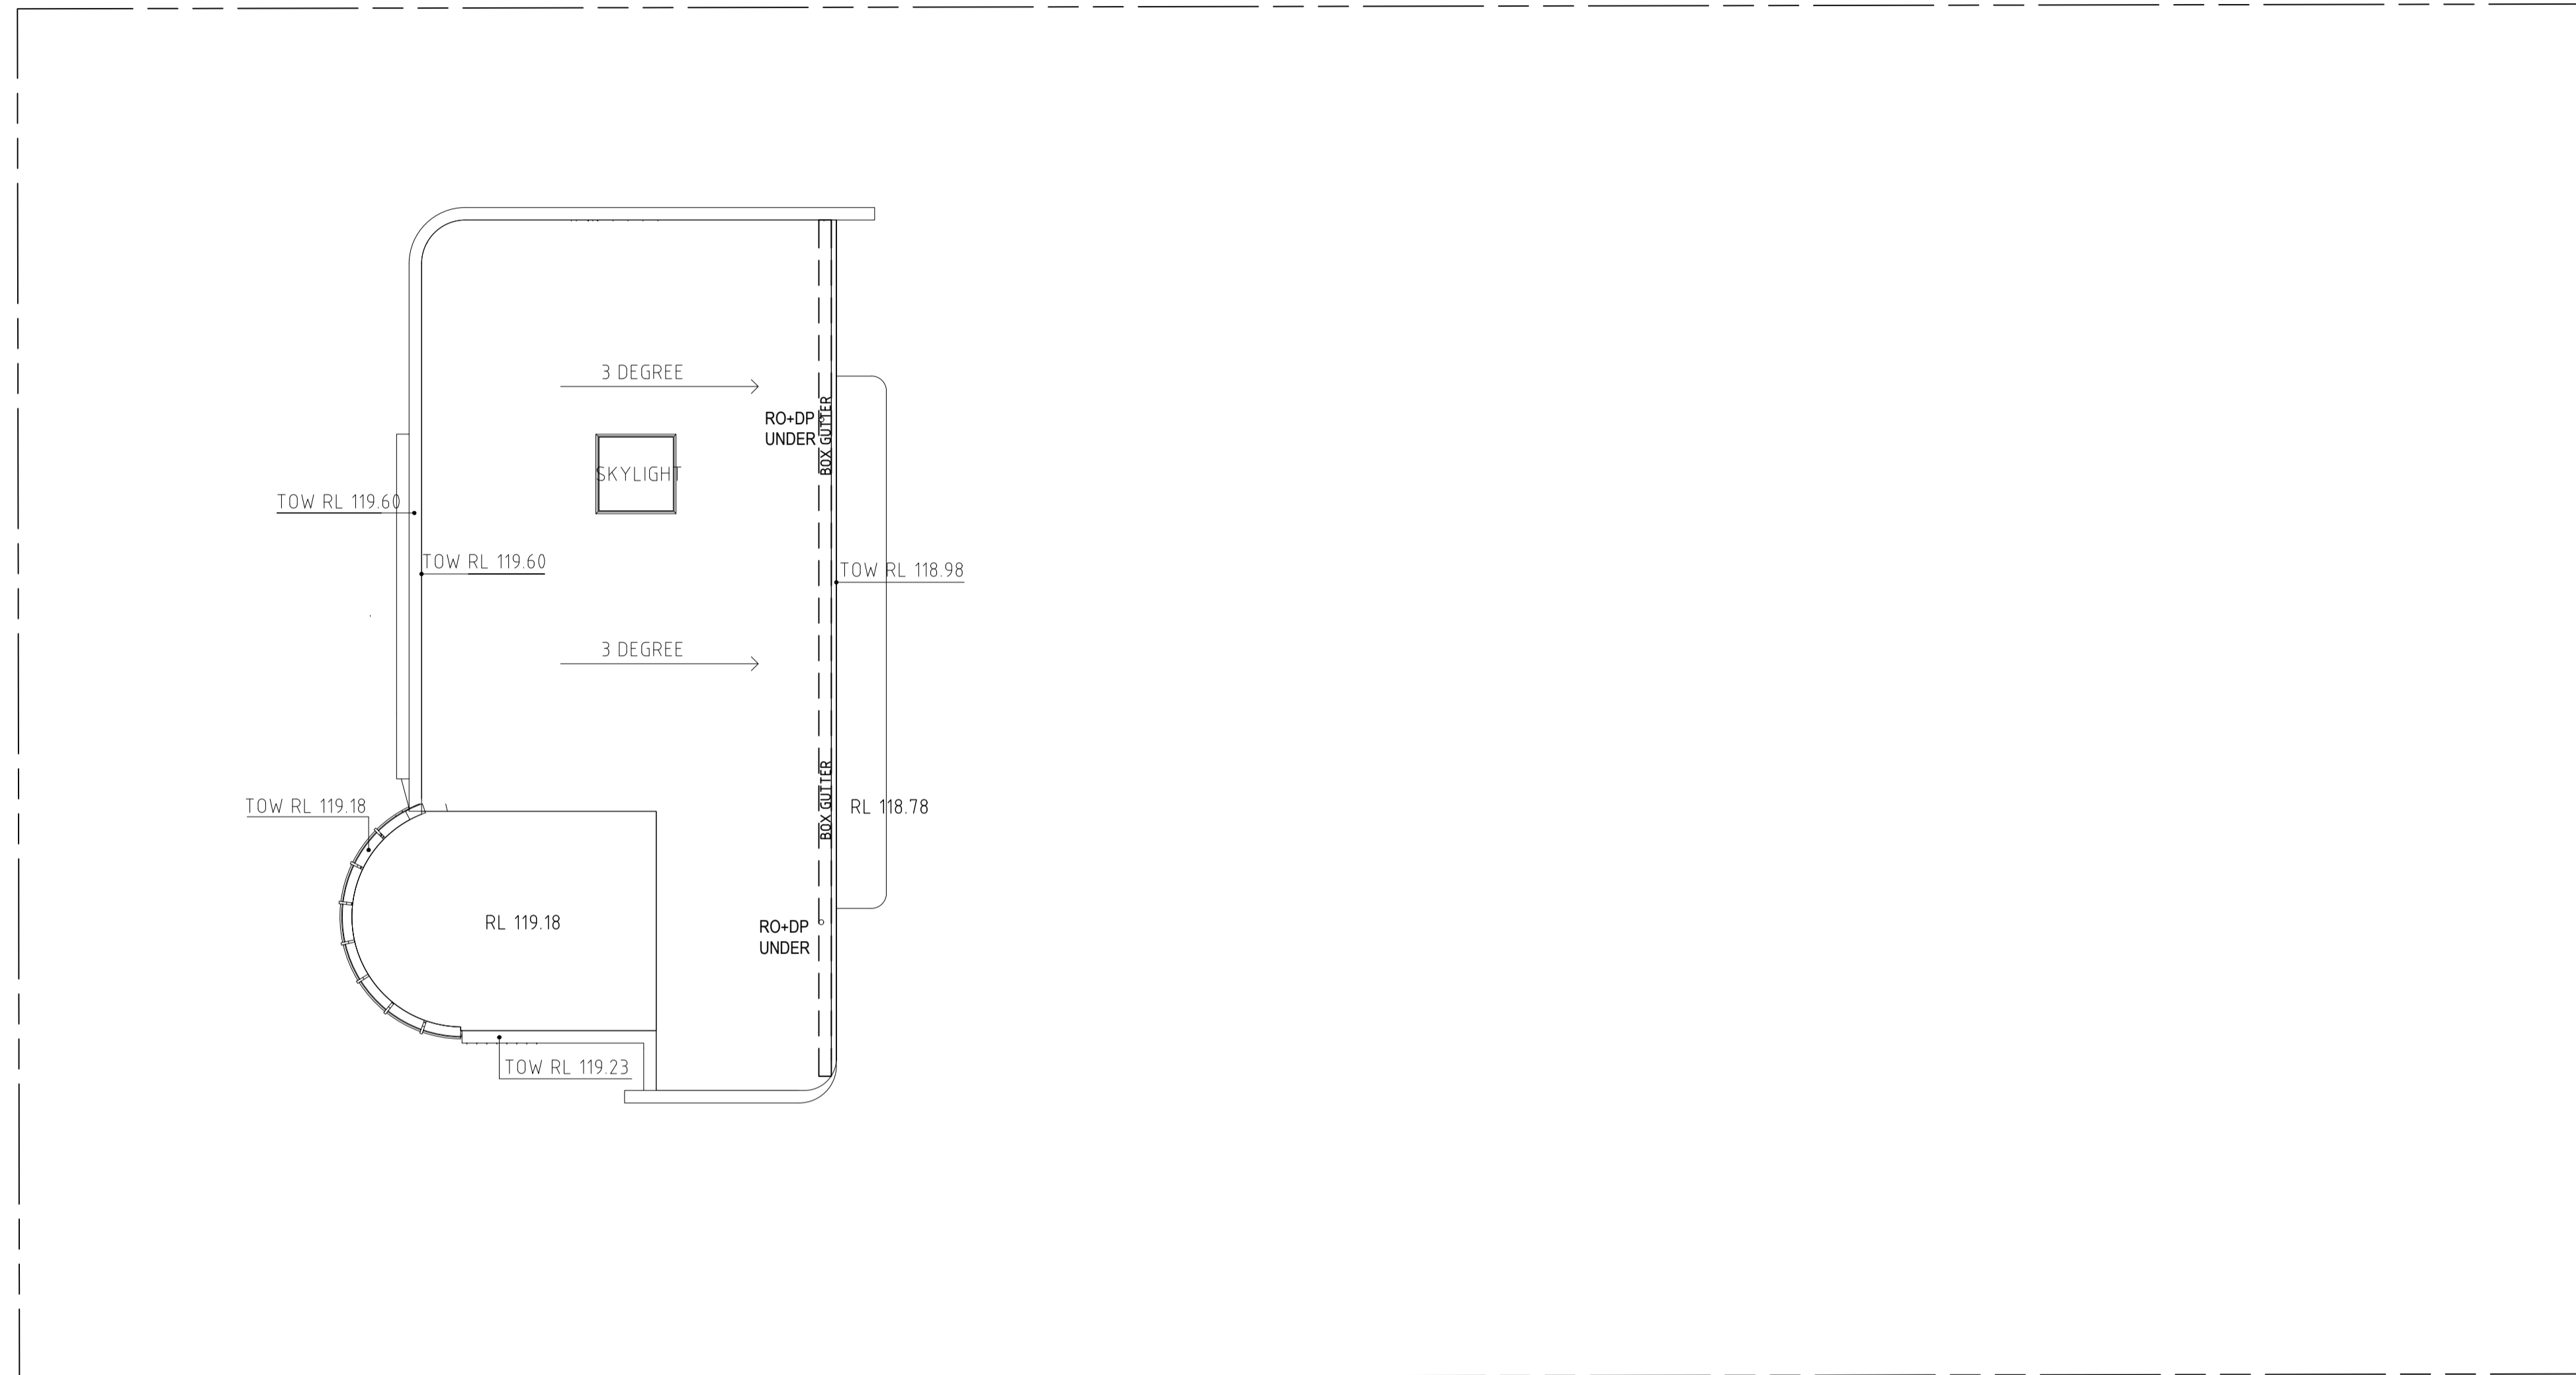 3 DEGREE
RO+DP
UNDER
BOX GUTTER
SKYLIGHT
TOW RL 119.60
TOW RL 119.60
TOW RL 118.98
3 DEGREE
BOX GUTTER
TOW RL 119.18
RL 118.78
RL 119.18
RO+DP
UNDER
TOW RL 119.23